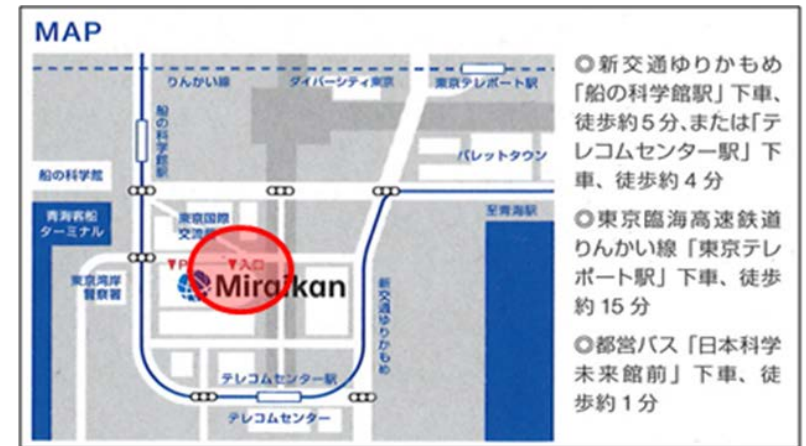 MAP
りんかい線
ダイバーシティ東京
東京テレポート駅
船の科学館駅
パレットタウン
船の科学館
青海客船
ターミナル
東京国際
交流館
至青海駅
▼P
▼入口
Miraikan
東京湾岸
警察署
新交通ゆりかもめ
テレコムセンター駅
テレコムセンター
◎新交通ゆりかもめ
「船の科学館駅」下車、
徒歩約5分、または「テ
レコムセンター駅」下
車、徒歩約4分
◎東京臨海高速鉄道
りんかい線「東京テレ
ポート駅」下車、徒歩
約15分
◎都営バス「日本科学
未来館前」下車、徒
歩約1分